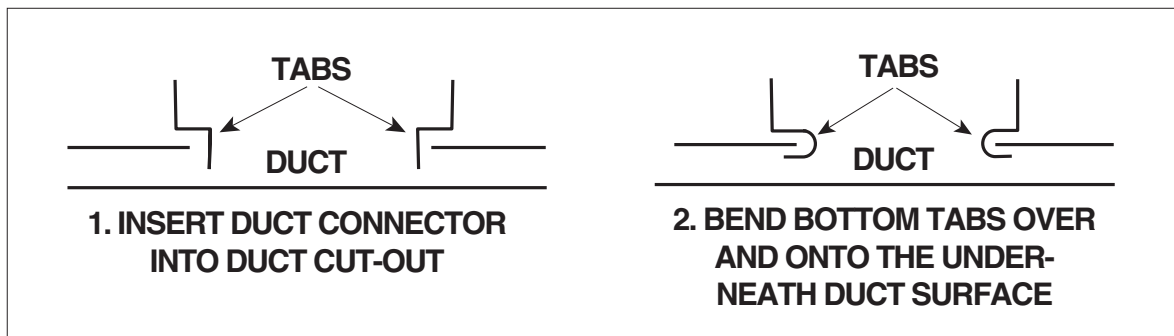 TABS
DUCT
1. INSERT DUCT CONNECTOR
INTO DUCT CUT-OUT
TABS
DUCT
2. BEND BOTTOM TABS OVER
AND ONTO THE UNDER-
NEATH DUCT SURFACE